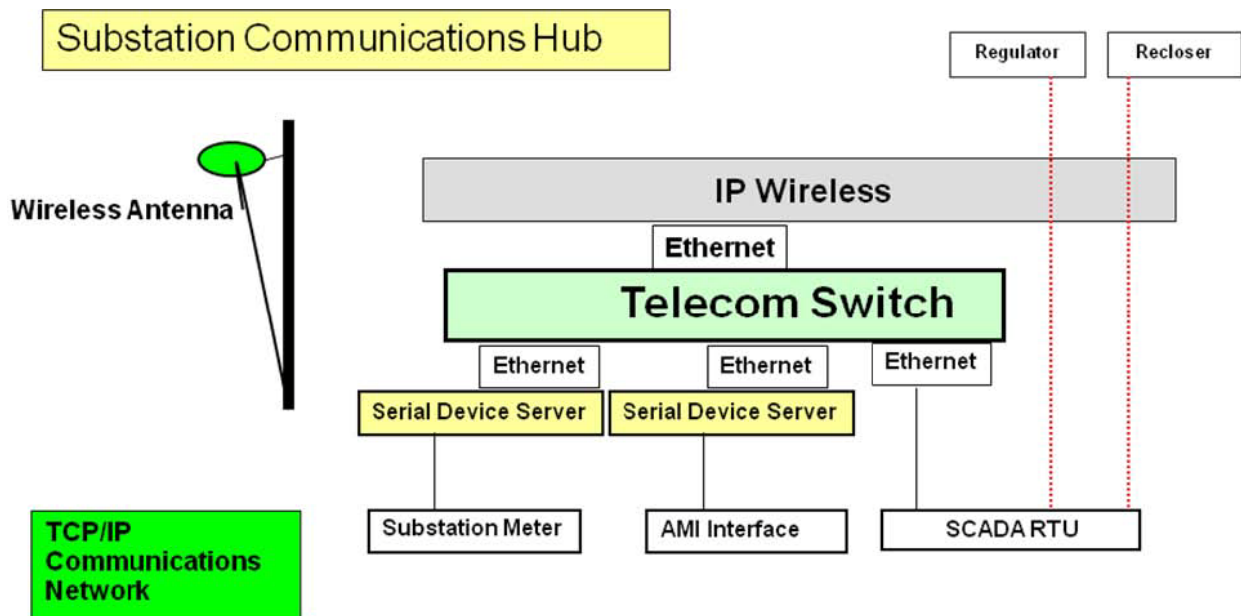 Substation Communications Hub
Regulator
Recloser
Wireless Antenna
IP Wireless
Ethernet
Telecom Switch
Ethernet
Ethernet
Ethernet
Serial Device Server
Serial Device Server
Substation Meter
AMI Interface
SCADA RTU
TCP/IP
Communications
Network